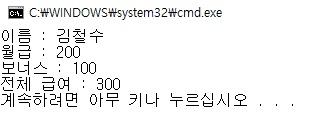 C:\WINDOWS\system32\cmd.exe
이름 : 김철수
월급 : 200
보너스 : 100
전체 급여 : 300
계속하려면 아무 키나 누르십시오 . . .